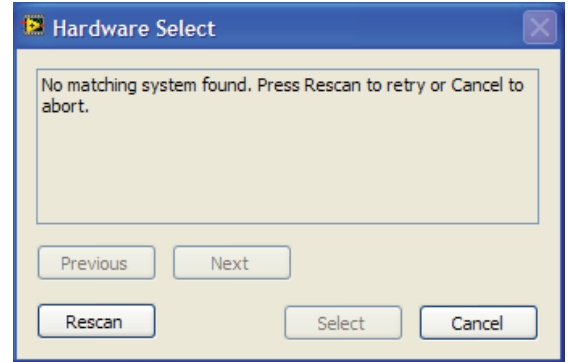 Hardware Select
No matching system found. Press Rescan to retry or Cancel to
abort.
Previous Next
Rescan Select Cancel